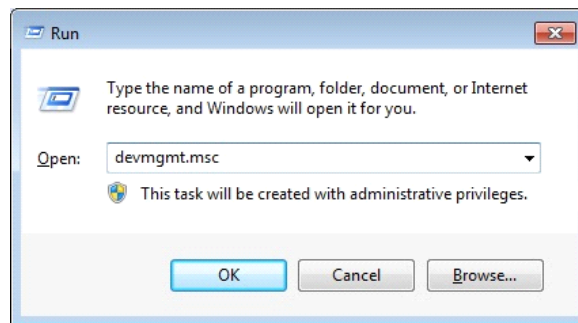 Run
Type the name of a program, folder, document, or Internet
resource, and Windows will open it for you.
Open: devmgmt.msc
This task will be created with administrative privileges.
OK Cancel Browse...